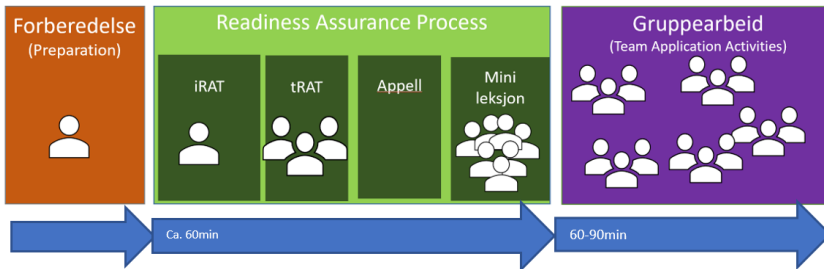 Forberedelse
(Preparation)
Readiness Assurance Process
iRAT
tRAT
Appell
Mini
leksjon
Gruppearbeid
(Team Application Activities)
Ca. 60min
60-90min